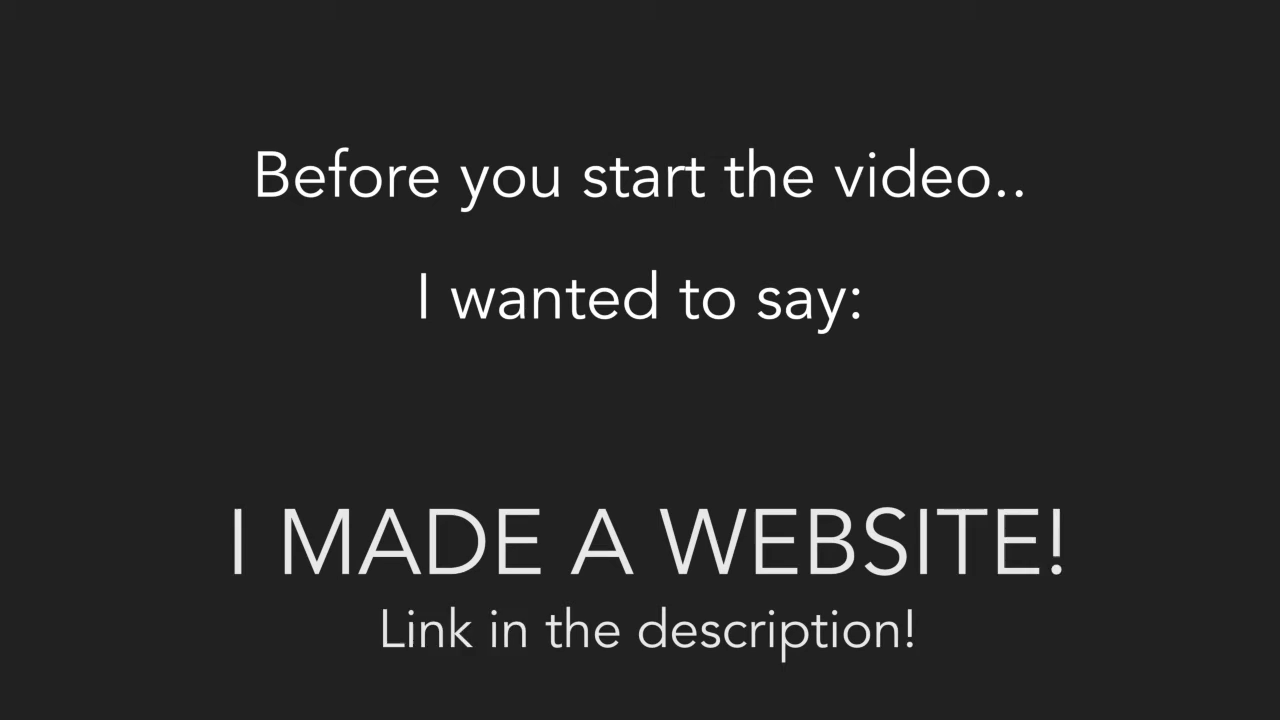 Before you start the video..
I wanted to say:
I MADE A WEBSITE!
Link in the description!